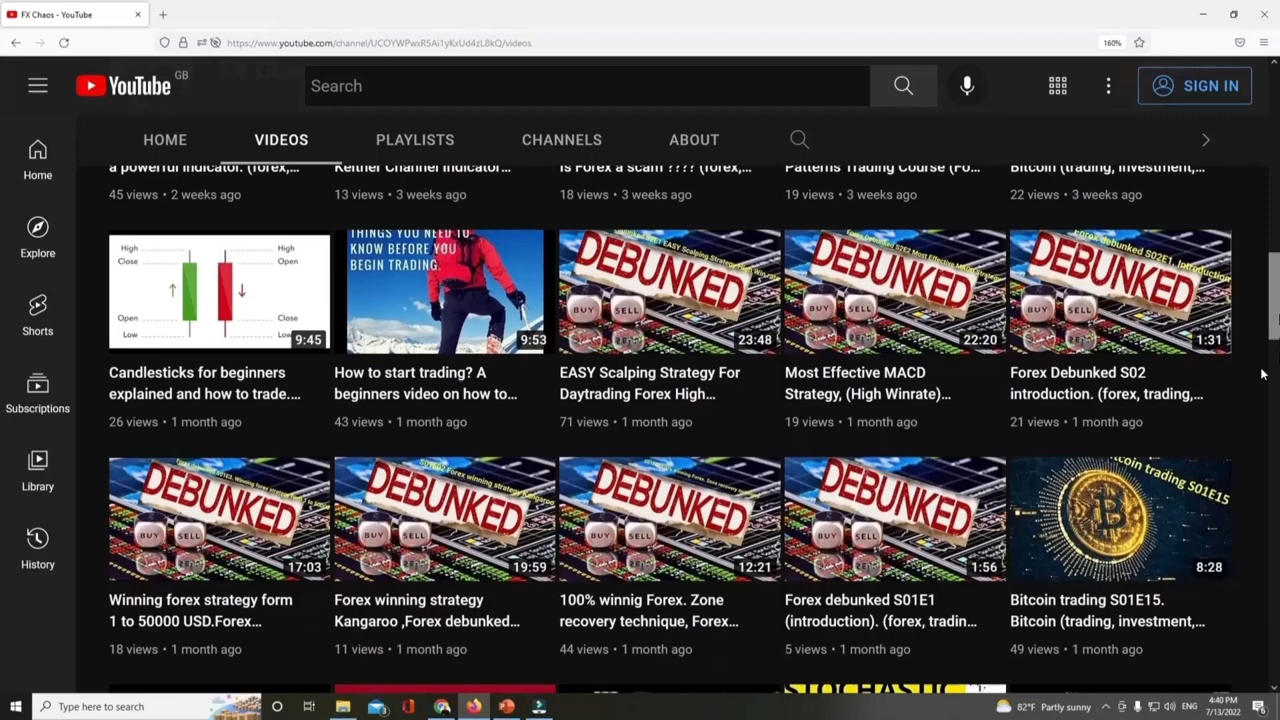 FX Chaos - YouTube
https://www.youtube.com/channel/UCOYWPwxR5Ai1yKxUd4zL8kQ/videos
160%
YouTube GB
Search
SIGN IN
HOME VIDEOS PLAYLISTS CHANNELS ABOUT
Home
Explore
Shorts
Subscriptions
Library
History
a powerful indicator. (forex,...
45 views • 2 weeks ago
Keltner Channel Indicator...
13 views • 3 weeks ago
Is Forex a scam ???? (forex,...
18 views • 3 weeks ago
Patterns Trading Course (Fo...
19 views • 3 weeks ago
Bitcoin (trading, investment,...
22 views • 3 weeks ago
High High
Close Open
Open Close
Low Low
9:45
Candlesticks for beginners
explained and how to trade....
26 views • 1 month ago
THINGS YOU NEED TO
KNOW BEFORE YOU
BEGIN TRADING.
9:53
How to start trading? A
beginners video on how to...
43 views • 1 month ago
DEBUNKED
BUY SELL
23:48
EASY Scalping Strategy For
Daytrading Forex High...
71 views • 1 month ago
DEBUNKED
BUY SELL
22:20
Most Effective MACD
Strategy, (High Winrate)...
19 views • 1 month ago
Forex debunked S2E1, Introduction
DEBUNKED
BUY SELL
1:31
Forex Debunked S02
introduction. (forex, trading,...
21 views • 1 month ago
DEBUNKED
BUY SELL
17:03
Winning forex strategy form
1 to 50000 USD.Forex...
18 views • 1 month ago
S01E02 Forex winning strategy Kangaroo
DEBUNKED
BUY SELL
19:59
Forex winning strategy
Kangaroo ,Forex debunked...
11 views • 1 month ago
DEBUNKED
BUY SELL
12:21
100% winnig Forex. Zone
recovery technique, Forex...
44 views • 1 month ago
DEBUNKED
BUY SELL
1:56
Forex debunked S01E1
(introduction). (forex, tradin...
5 views • 1 month ago
tcoin trading S01E15
8:28
Bitcoin trading S01E15.
Bitcoin (trading, investment,...
49 views • 1 month ago
STOCHASTIC
Type here to search
82°F Partly sunny
ENG
4:40 PM
7/13/2022